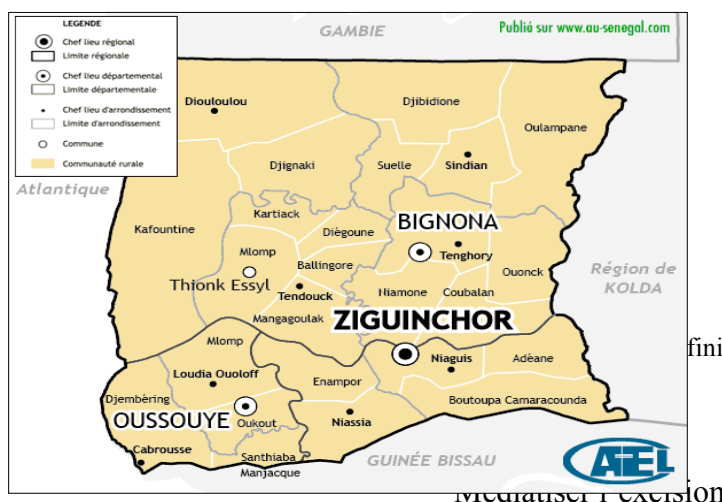 GAMBIE
Publié sur www.au-senegal.com
LEGENDE
Chef lieu régional
Limite régionale
Chef lieu départemental
Limite départementale
Chef lieu d'arrondissement
Limite d'arrondissement
Commune
Communauté rurale
Atlantique
Diouloulou
Djibidione
Oulampane
Djignaki
Suelle
Sindian
Kafountine
Kartiack
Diègoune
BIGNONA
Mlomp
Ballingore
Tenghory
Ouonck
Région de
KOLDA
Thionk Essyl
Tendouck
Niamone
Coubalan
Mangagoulak
ZIGUINCHOR
Mlomp
Niaguis
Adéane
fini
Loudia Ouoloff
Enampor
Djembèring
Boutoupa Camaracounda
OUSSOUYE
Oukout
Niassia
Cabrousse
Santhiaba
Manjacque
GUINÉE BISSAU
ATEL
Médiatiser l'excision